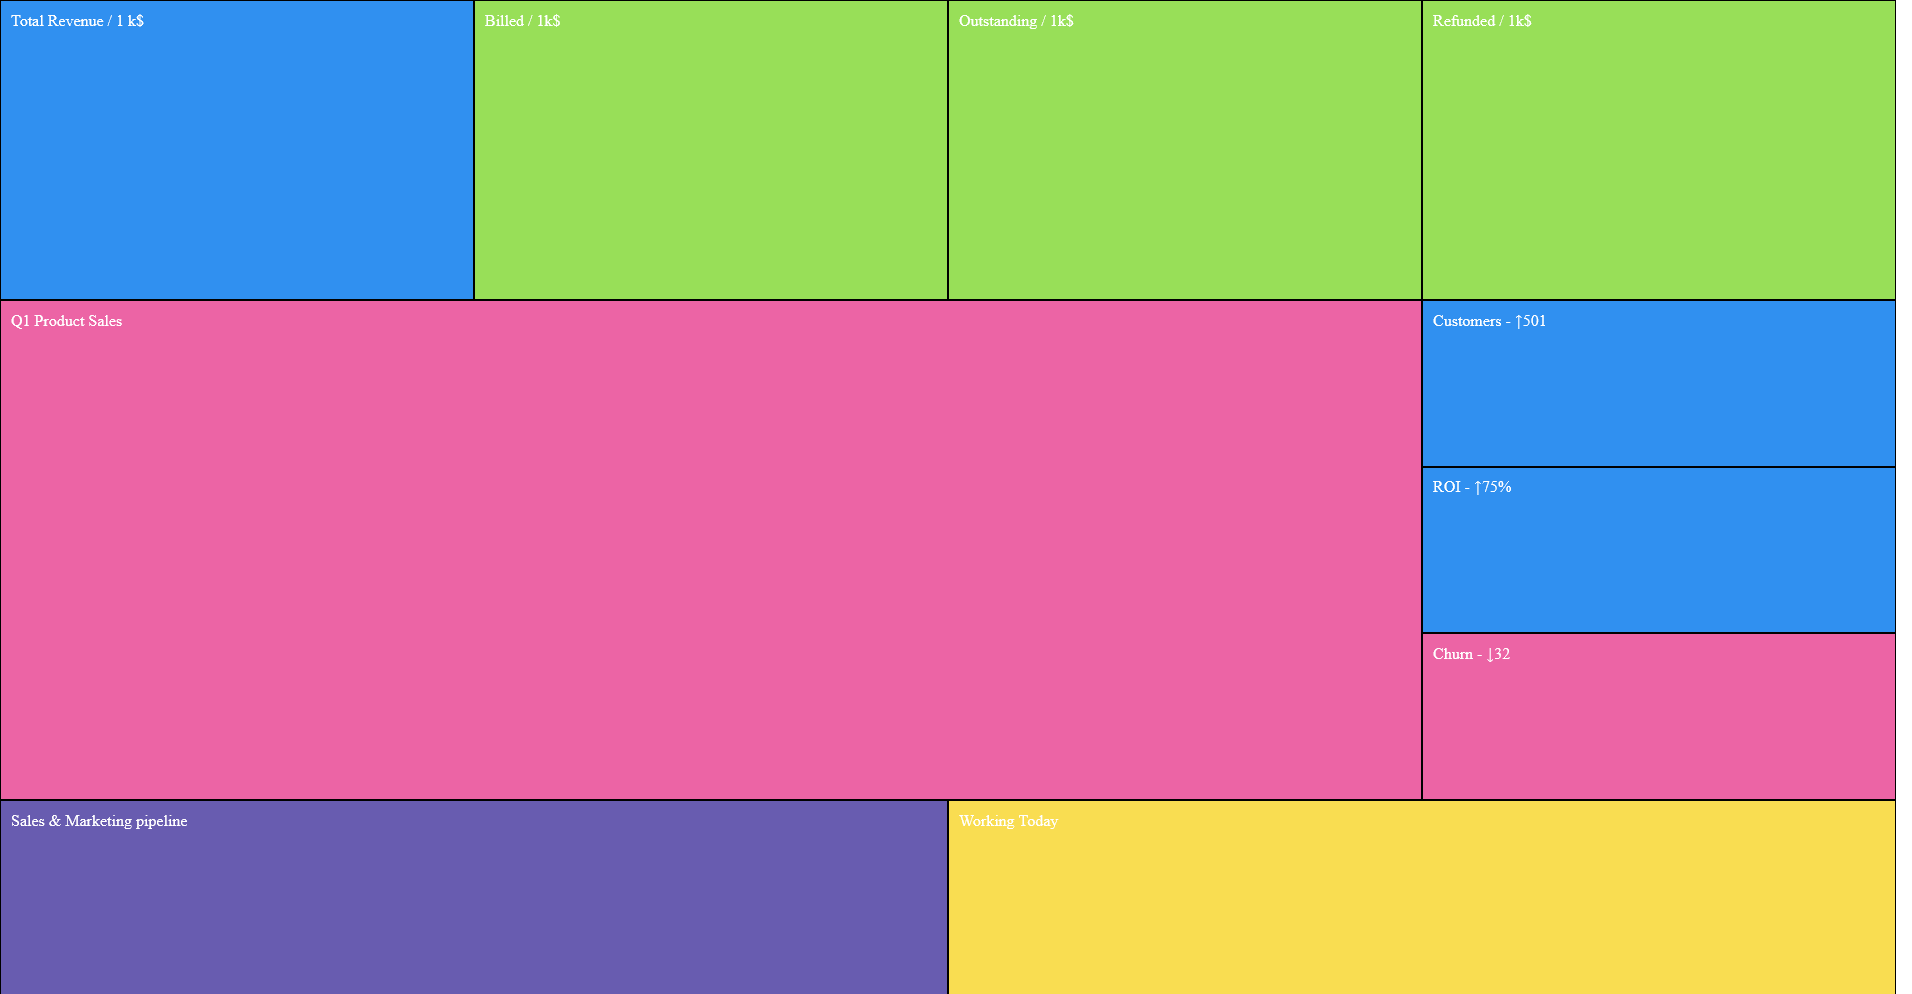 Total Revenue / 1 k$
Billed / 1k$
Outstanding / 1k$
Refunded / 1k$
Q1 Product Sales
Customers - ↑501
ROI - ↑75%
Churn - ↓32
Sales & Marketing pipeline
Working Today